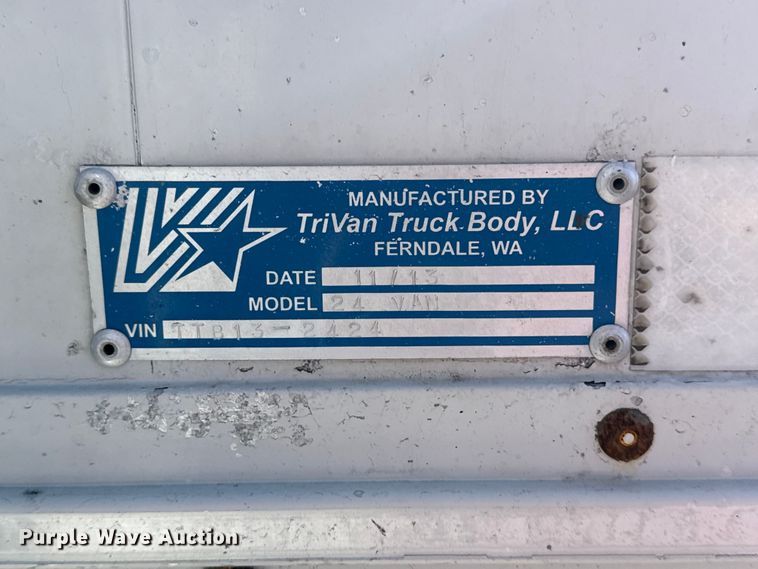 MANUFACTURED BY
TriVan Truck Body, LLC
FERNDALE, WA
DATE 11/13
MODEL 24 VAN
VIN TTB13-2424
Purple Wave Auction